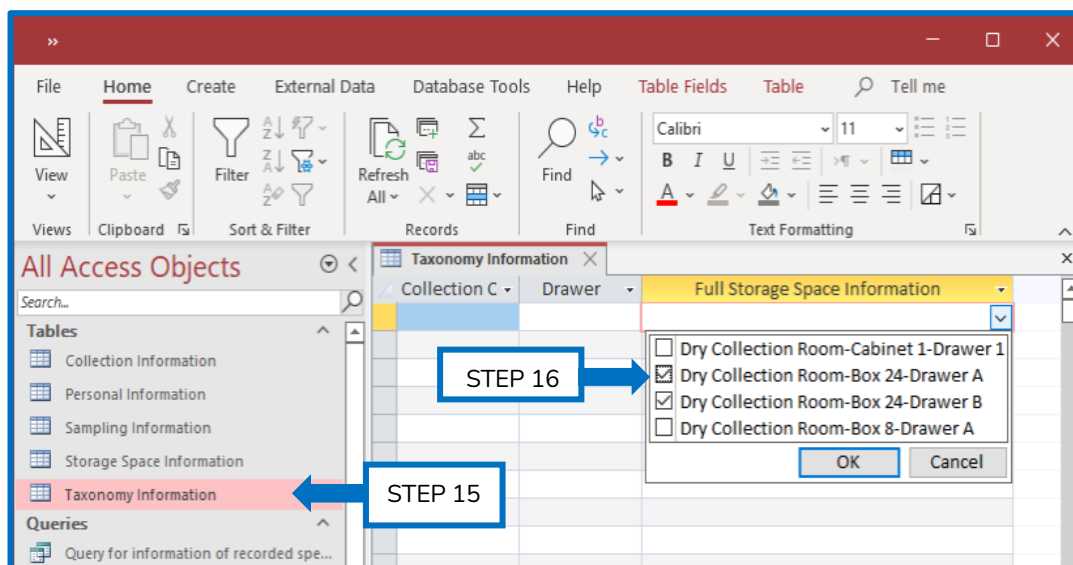 »
File Home Create External Data Database Tools Help Table Fields Table Tell me
View Paste Filter Refresh All Find Calibri 11
B I U
Views Clipboard Sort & Filter Records Find Text Formatting
All Access Objects
Search...
Tables
Collection Information
Personal Information
Sampling Information
Storage Space Information
Taxonomy Information
Queries
Query for information of recorded spe...
Taxonomy Information
Collection C Drawer Full Storage Space Information
Dry Collection Room-Cabinet 1-Drawer 1
Dry Collection Room-Box 24-Drawer A
Dry Collection Room-Box 24-Drawer B
Dry Collection Room-Box 8-Drawer A
OK Cancel
STEP 16
STEP 15